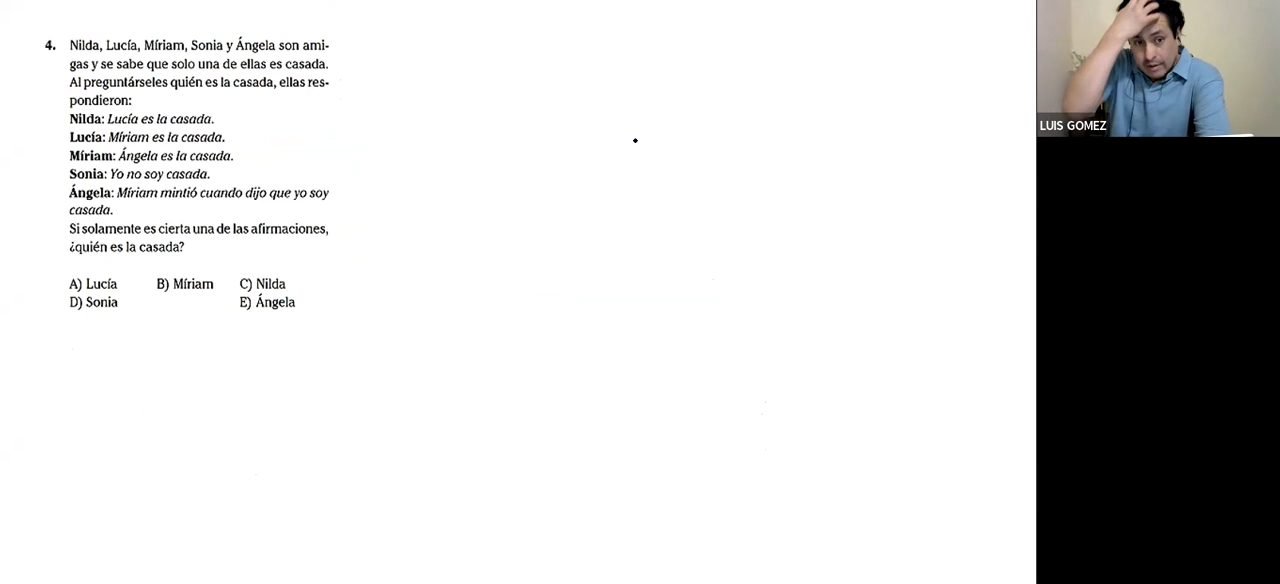 4. Nilda, Lucía, Míriam, Sonia y Ángela son ami-
gas y se sabe que solo una de ellas es casada.
Al preguntárseles quién es la casada, ellas res-
pondieron:
Nilda: Lucía es la casada.
Lucía: Míriam es la casada.
Míriam: Ángela es la casada.
Sonia: Yo no soy casada.
Ángela: Míriam mintió cuando dijo que yo soy
casada.
Si solamente es cierta una de las afirmaciones,
¿quién es la casada?
A) Lucía B) Míriam C) Nilda
D) Sonia E) Ángela
LUIS GOMEZ